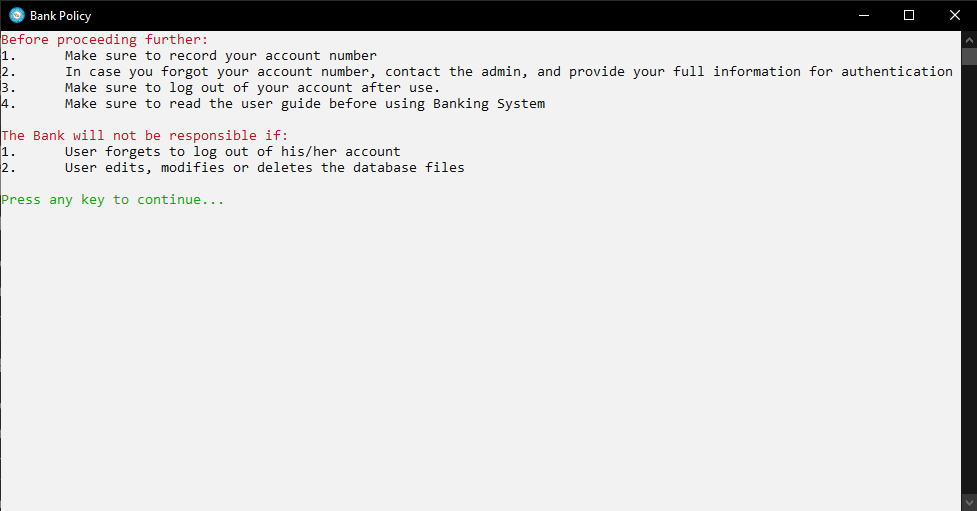 Bank Policy
Before proceeding further:
1. Make sure to record your account number
2. In case you forgot your account number, contact the admin, and provide your full information for authentication
3. Make sure to log out of your account after use.
4. Make sure to read the user guide before using Banking System
The Bank will not be responsible if:
1. User forgets to log out of his/her account
2. User edits, modifies or deletes the database files
Press any key to continue...